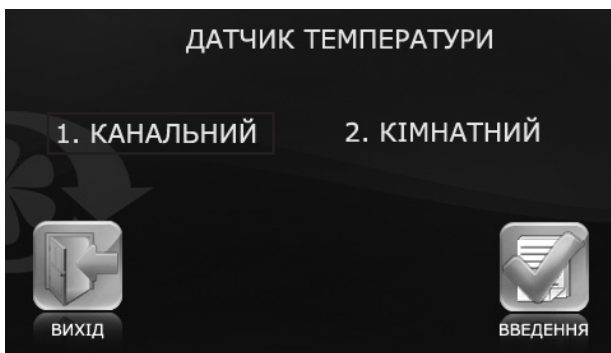 ДАТЧИК ТЕМПЕРАТУРИ
1. КАНАЛЬНИЙ 2. КІМНАТНИЙ
ВИХІД ВВЕДЕННЯ